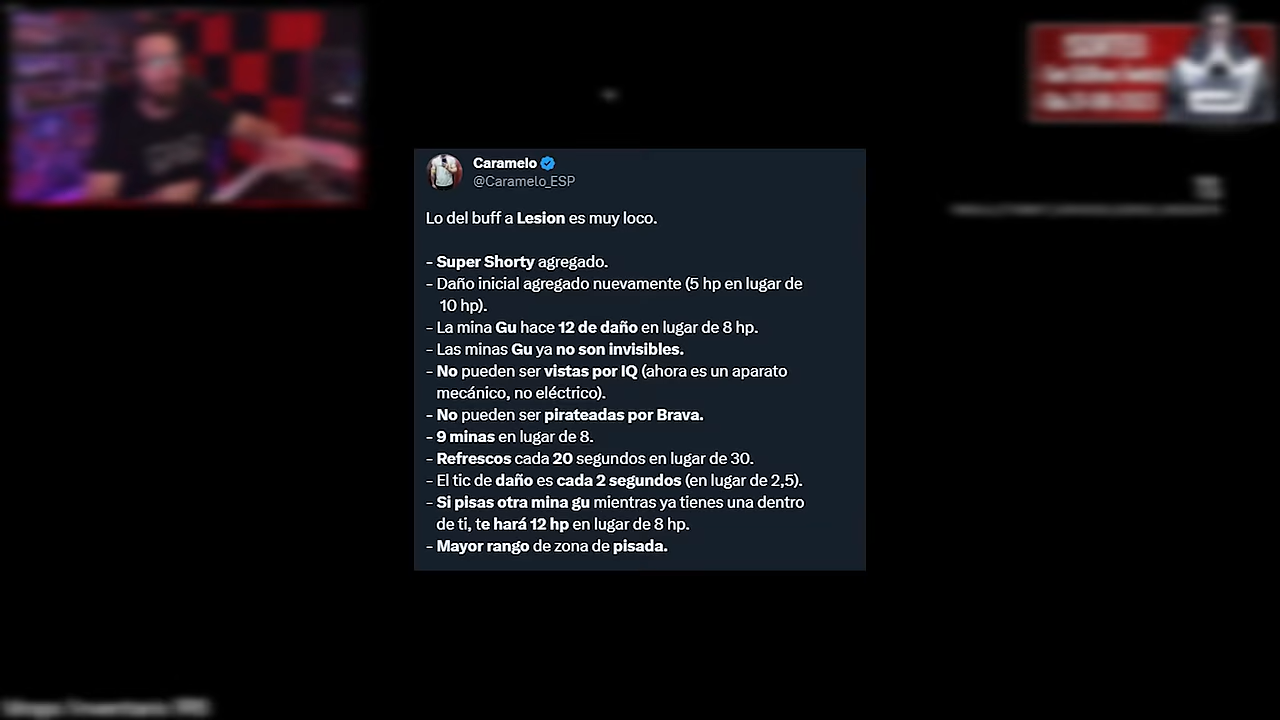 Caramelo
@Caramelo_ESP
Lo del buff a Lesion es muy loco.
- Super Shorty agregado.
- Daño inicial agregado nuevamente (5 hp en lugar de
10 hp).
- La mina Gu hace 12 de daño en lugar de 8 hp.
- Las minas Gu ya no son invisibles.
- No pueden ser vistas por IQ (ahora es un aparato
mecánico, no eléctrico).
- No pueden ser pirateadas por Brava.
- 9 minas en lugar de 8.
- Refrescos cada 20 segundos en lugar de 30.
- El tic de daño es cada 2 segundos (en lugar de 2,5).
- Si pisas otra mina gu mientras ya tienes una dentro
de ti, te hará 12 hp en lugar de 8 hp.
- Mayor rango de zona de pisada.